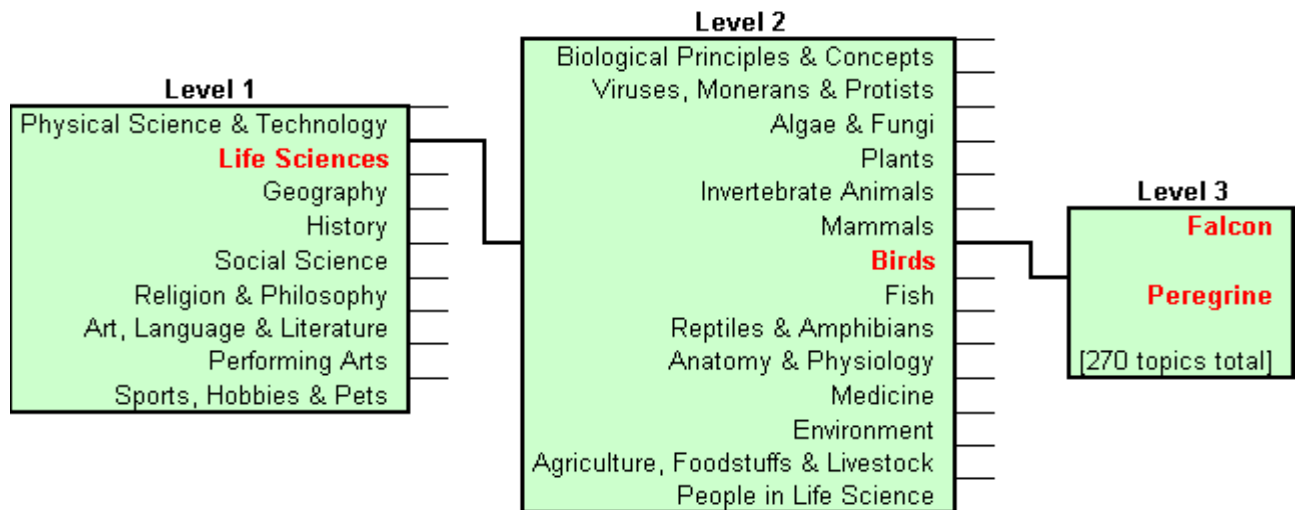 Level 1
Physical Science & Technology
Life Sciences
Geography
History
Social Science
Religion & Philosophy
Art, Language & Literature
Performing Arts
Sports, Hobbies & Pets
Level 2
Biological Principles & Concepts
Viruses, Monerans & Protists
Algae & Fungi
Plants
Invertebrate Animals
Mammals
Birds
Fish
Reptiles & Amphibians
Anatomy & Physiology
Medicine
Environment
Agriculture, Foodstuffs & Livestock
People in Life Science
Level 3
Falcon
Peregrine
[270 topics total]